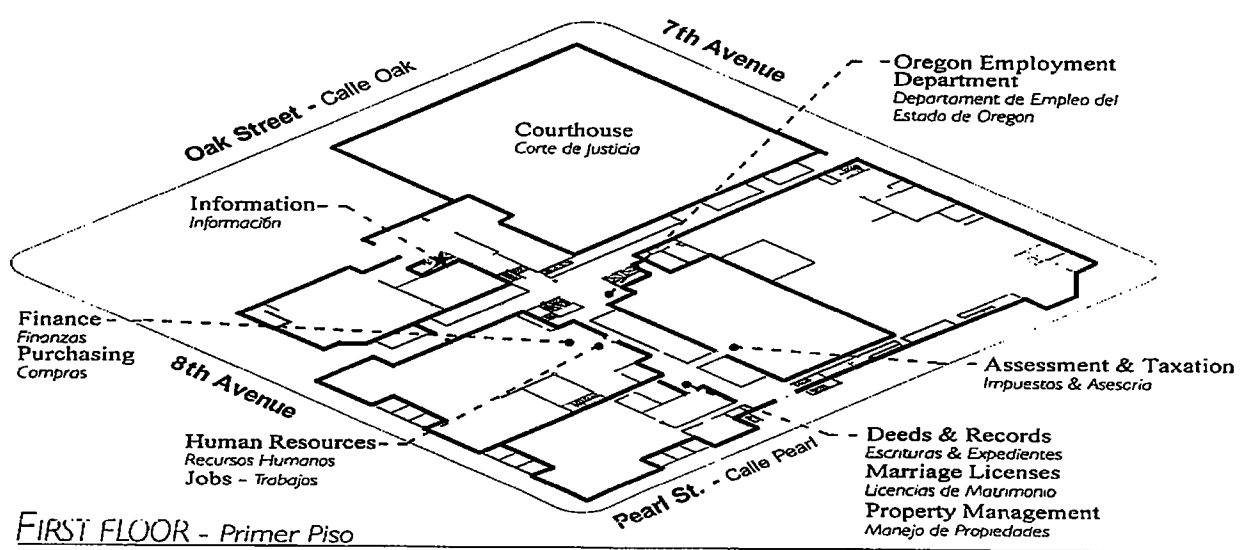 7th Avenue
Oak Street - Calle Oak
Oregon Employment
Department
Departament de Empleo del
Estado de Oregon
Courthouse
Corte de Justicia
Information
Información
Finance
Finanzas
Purchasing
Compras
8th Avenue
Assessment & Taxation
Impuestos & Asescria
Human Resources
Recursos Humanos
Jobs - Trabajos
Pearl St. - Calle Pearl
Deeds & Records
Escrituras & Expedientes
Marriage Licenses
Licencias de Matrimonio
Property Management
Manejo de Propiedades
FIRST FLOOR - Primer Piso